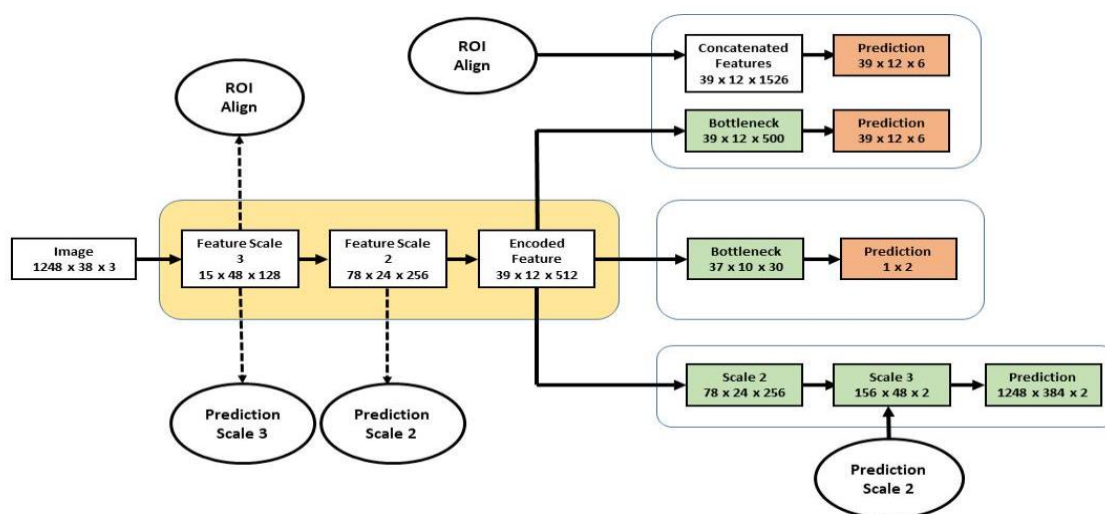 ROI
Align
Concatenated
Features
39 x 12 x 1526
Prediction
39 x 12 x 6
ROI
Align
Bottleneck
39 x 12 x 500
Prediction
39 x 12 x 6
Image
1248 x 38 x 3
Feature Scale
3
15 x 48 x 128
Feature Scale
2
78 x 24 x 256
Encoded
Feature
39 x 12 x 512
Bottleneck
37 x 10 x 30
Prediction
1 x 2
Prediction
Scale 3
Prediction
Scale 2
Scale 2
78 x 24 x 256
Scale 3
156 x 48 x 2
Prediction
1248 x 384 x 2
Prediction
Scale 2